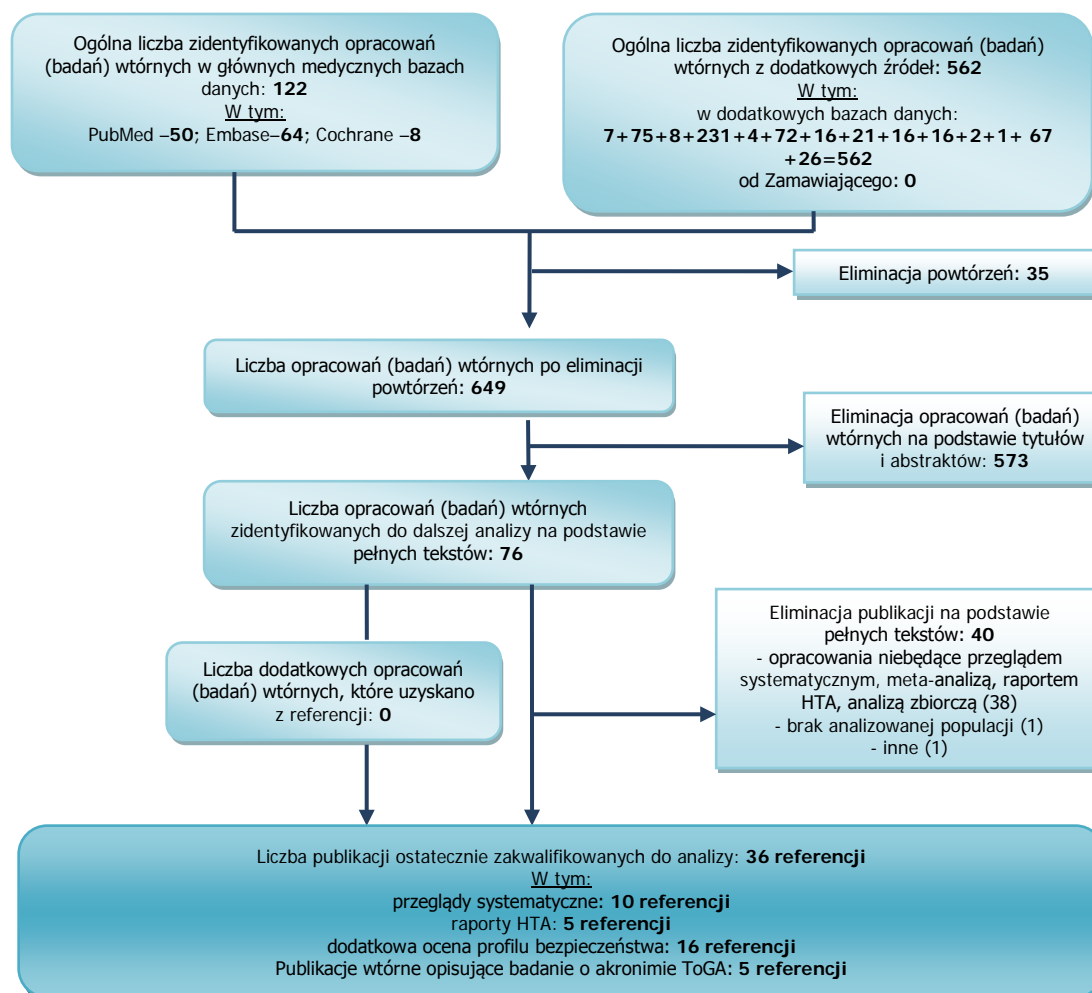 Ogólna liczba zidentyfikowanych opracowań
(badań) wtórnych w głównych medycznych bazach
danych: 122
W tym:
PubMed –50; Embase–64; Cochrane –8
Ogólna liczba zidentyfikowanych opracowań (badań)
wtórnych z dodatkowych źródeł: 562
W tym:
w dodatkowych bazach danych:
7+75+8+231+4+72+16+21+16+16+2+1+ 67
+26=562
od Zamawiającego: 0
Eliminacja powtórzeń: 35
Liczba opracowań (badań) wtórnych po eliminacji
powtórzeń: 649
Eliminacja opracowań (badań)
wtórnych na podstawie tytułów
i abstraktów: 573
Liczba opracowań (badań) wtórnych
zidentyfikowanych do dalszej analizy na podstawie
pełnych tekstów: 76
Eliminacja publikacji na podstawie
pełnych tekstów: 40
- opracowania niebędące przeglądem
systematycznym, meta-analizą, raportem
HTA, analizą zbiorczą (38)
- brak analizowanej populacji (1)
- inne (1)
Liczba dodatkowych opracowań
(badań) wtórnych, które uzyskano
z referencji: 0
Liczba publikacji ostatecznie zakwalifikowanych do analizy: 36 referencji
W tym:
przeglądy systematyczne: 10 referencji
raporty HTA: 5 referencji
dodatkowa ocena profilu bezpieczeństwa: 16 referencji
Publikacje wtórne opisujące badanie o akronimie ToGA: 5 referencji